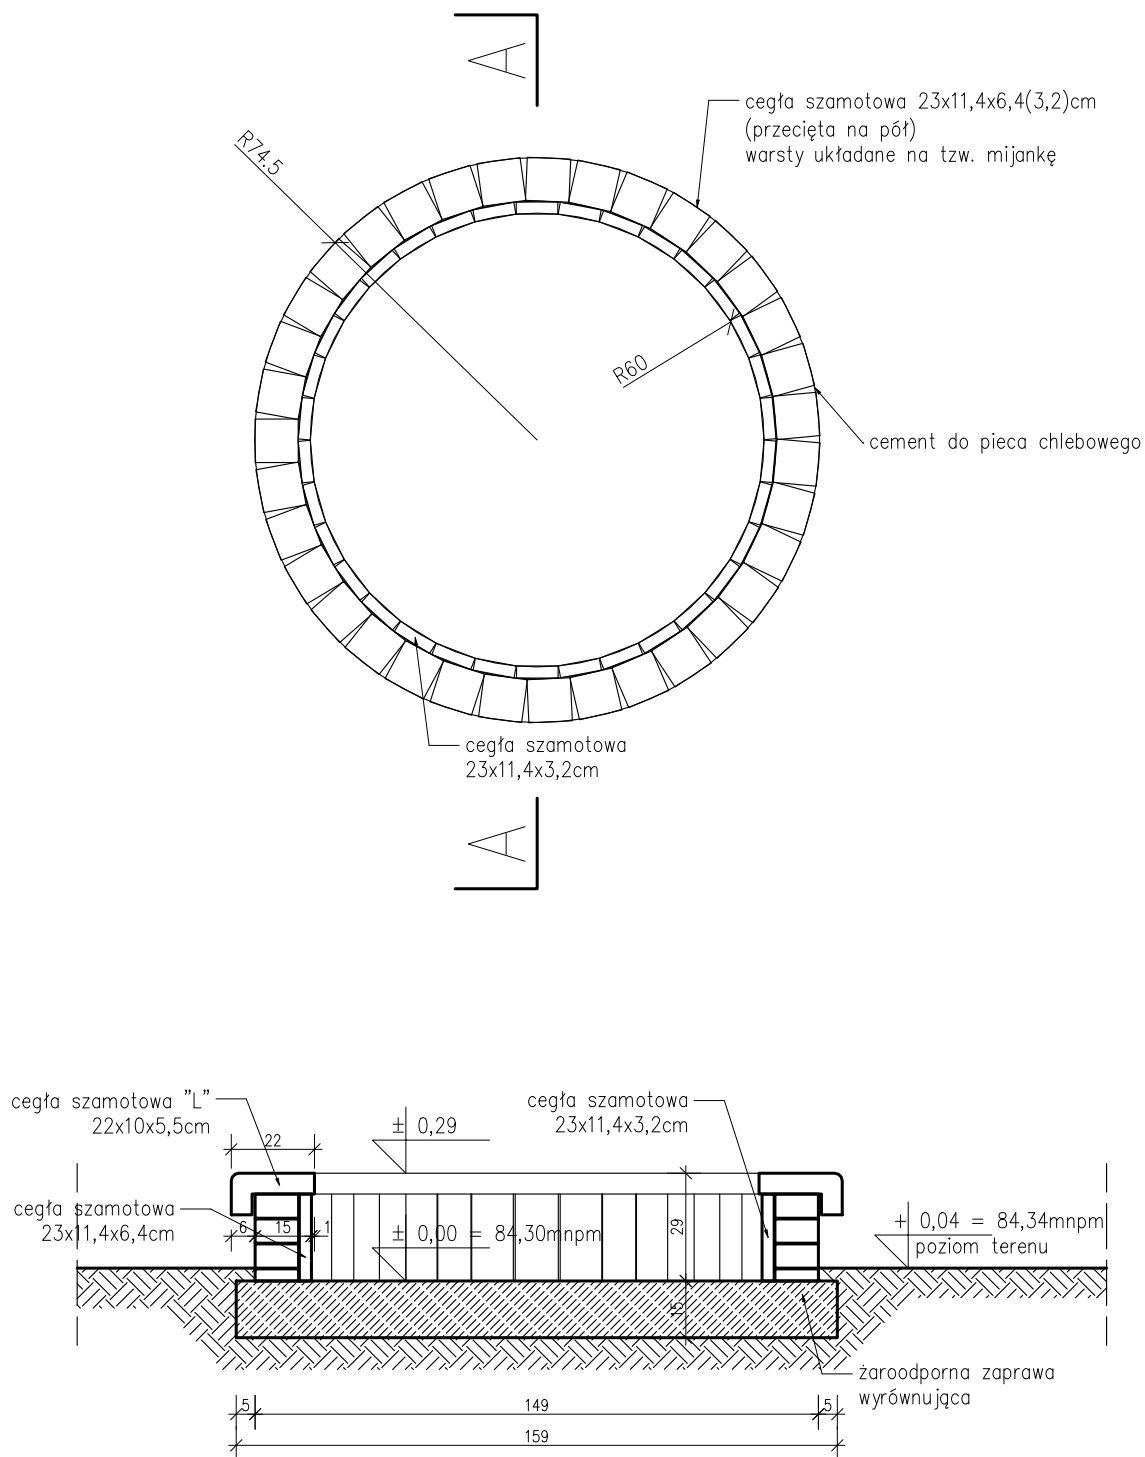 A
cegła szamotowa 23x11,4x6,4(3,2)cm
(przecięta na pół)
warsty układane na tzw. mijankę
R74.5
R60
cement do pieca chlebowego
cegła szamotowa
23x11,4x3,2cm
A
cegła szamotowa "L"
22x10x5,5cm
22
± 0,29
cegła szamotowa
23x11,4x3,2cm
cegła szamotowa
23x11,4x6,4cm
6 15 1
± 0,00 = 84,30mnpm
29
+ 0,04 = 84,34mnpm
poziom terenu
15
żaroodporna zaprawa
wyrównująca
5 149 5
159